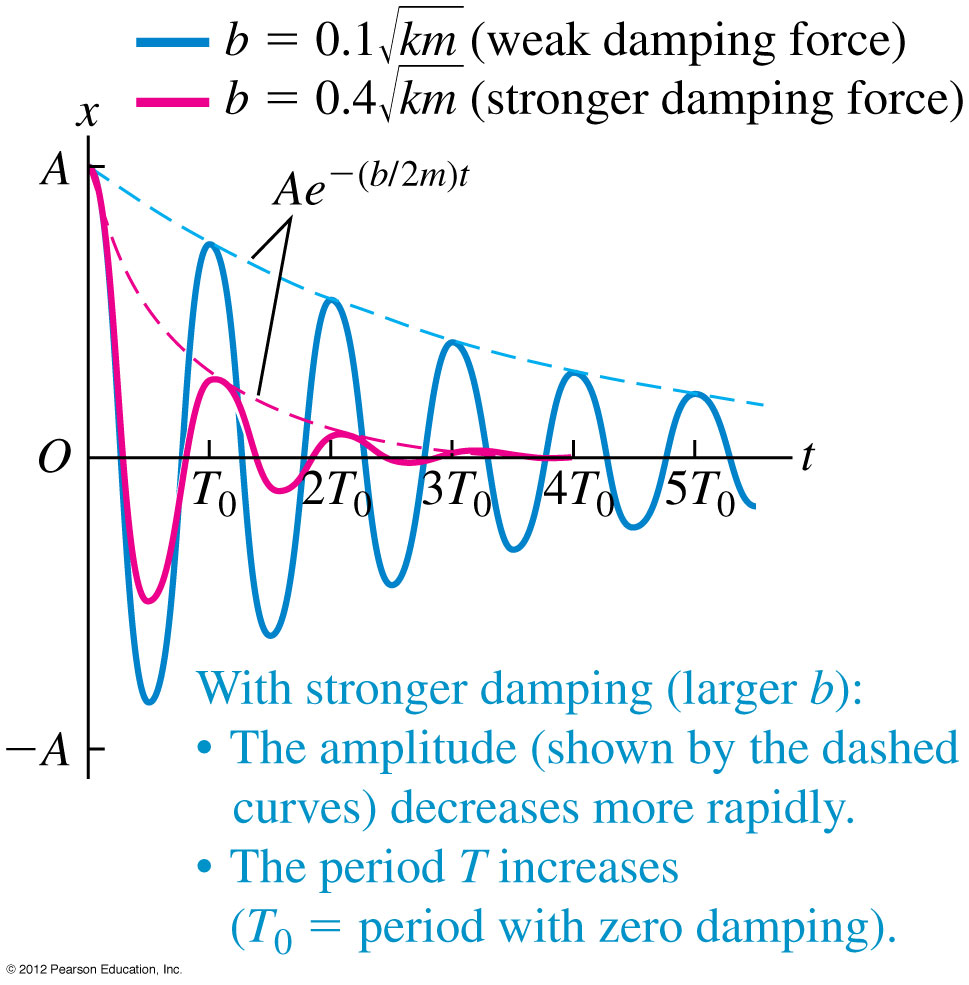 b = 0.1√km (weak damping force)
b = 0.4√km (stronger damping force)
x
A
Ae^−(b/2m)t
O
T₀ 2T₀ 3T₀ 4T₀ 5T₀
t
−A
With stronger damping (larger b):
• The amplitude (shown by the dashed
curves) decreases more rapidly.
• The period T increases
(T₀ = period with zero damping).
© 2012 Pearson Education, Inc.